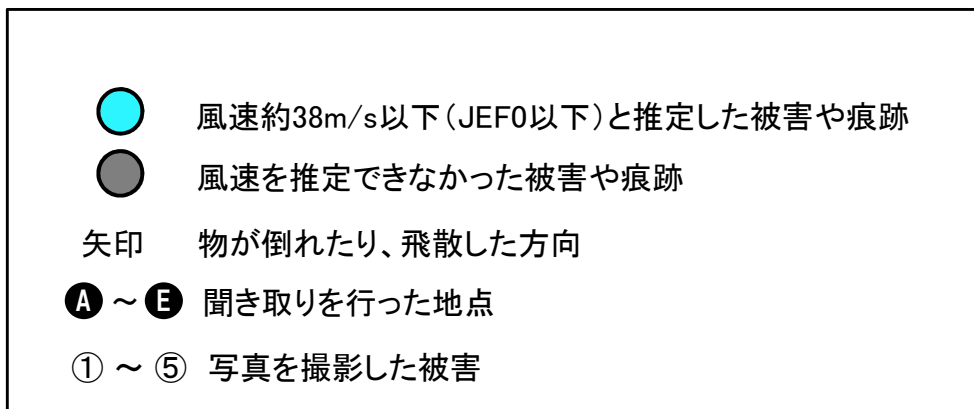 風速約38m/s以下（JEF0以下）と推定した被害や痕跡
風速を推定できなかった被害や痕跡
矢印 物が倒れたり、飛散した方向
🅐～🅔 聞き取りを行った地点
①～⑤ 写真を撮影した被害